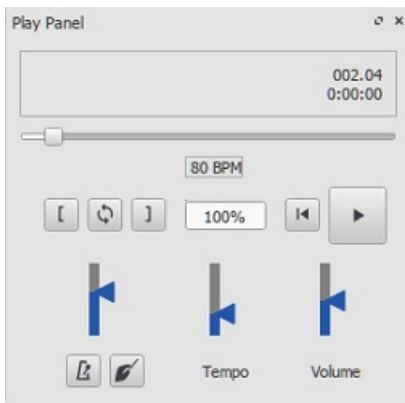 Play Panel
002.04
0:00:00
80 BPM
[ ] 100%
Tempo Volume